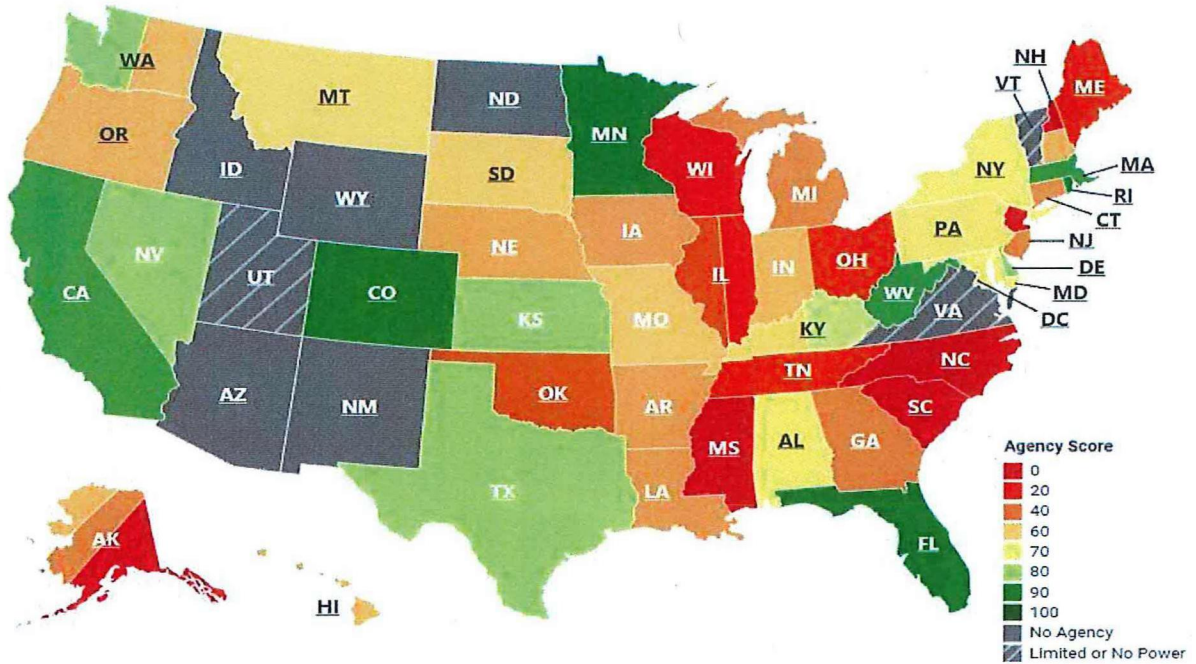 WA
NH
VT
ME
MT
ND
OR
MN
ID
WI
NY
MA
SD
MI
RI
WY
CT
PA
IA
NE
NJ
NV
OH
IL
IN
DE
UT
CA
CO
WV
MD
KS
MO
VA
DC
KY
NC
TN
OK
AZ
NM
AR
SC
MS
AL
GA
TX
LA
FL
AK
HI
Agency Score
0
20
40
60
70
80
90
100
No Agency
Limited or No Power